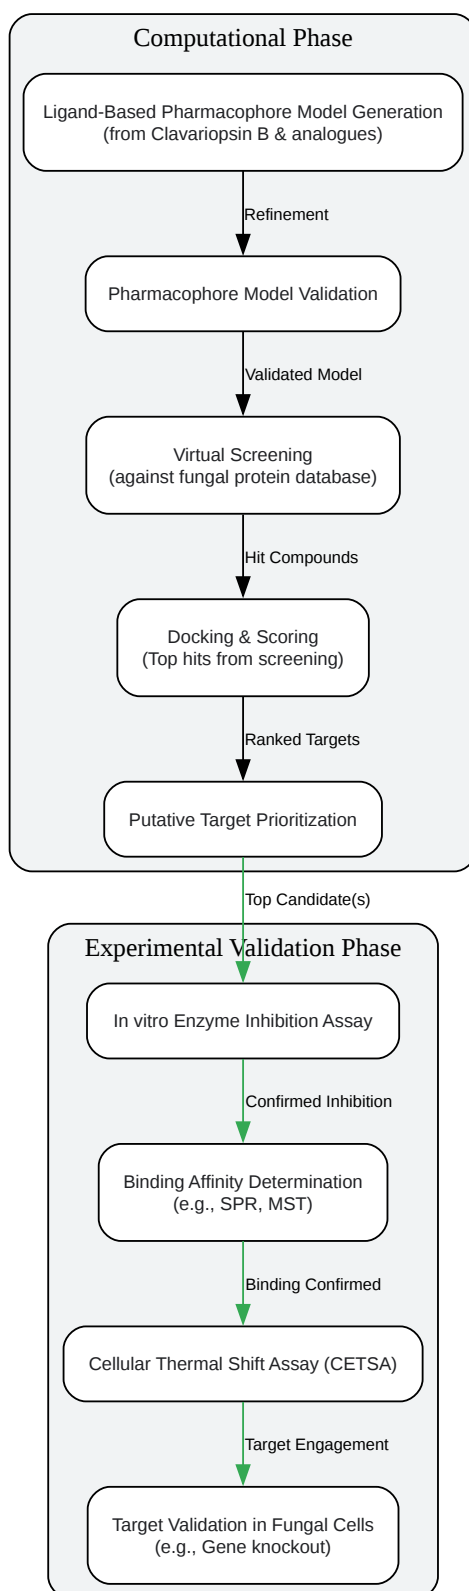 Computational Phase
Ligand-Based Pharmacophore Model Generation
(from Clavariopsin B & analogues)
Refinement
Pharmacophore Model Validation
Validated Model
Virtual Screening
(against fungal protein database)
Hit Compounds
Docking & Scoring
(Top hits from screening)
Ranked Targets
Putative Target Prioritization
Top Candidate(s)
Experimental Validation Phase
In vitro Enzyme Inhibition Assay
Confirmed Inhibition
Binding Affinity Determination
(e.g., SPR, MST)
Binding Confirmed
Cellular Thermal Shift Assay (CETSA)
Target Engagement
Target Validation in Fungal Cells
(e.g., Gene knockout)